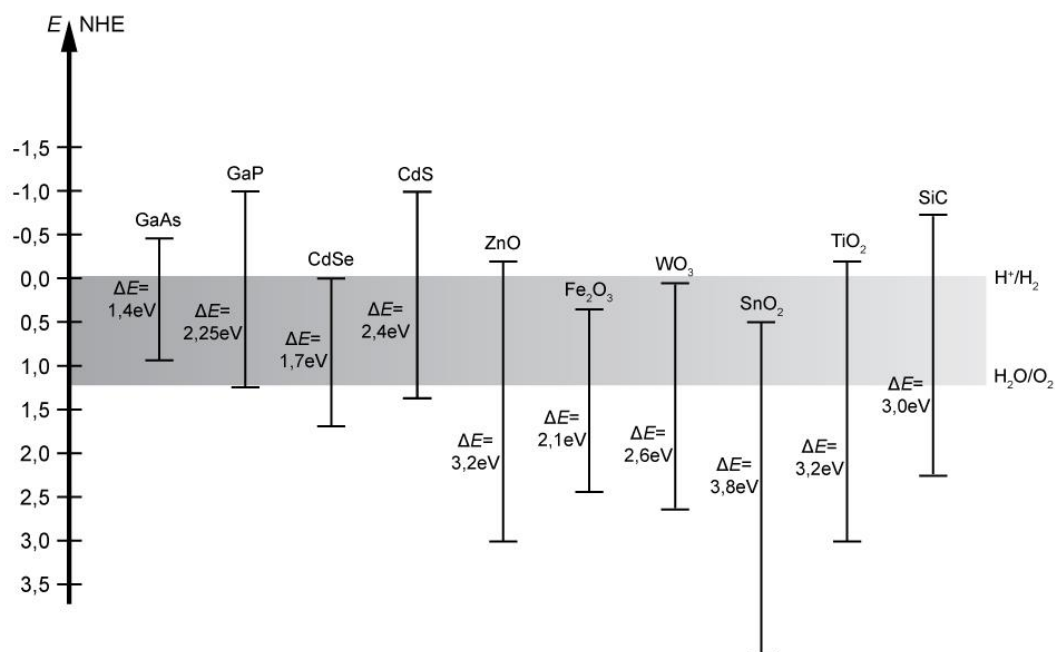 E NHE
-1,5
-1,0
-0,5
0,0
0,5
1,0
1,5
2,0
2,5
3,0
3,5
GaAs
ΔE=
1,4eV
GaP
ΔE=
2,25eV
CdSe
ΔE=
1,7eV
CdS
ΔE=
2,4eV
ZnO
ΔE=
3,2eV
Fe₂O₃
ΔE=
2,1eV
WO₃
ΔE=
2,6eV
SnO₂
ΔE=
3,8eV
TiO₂
ΔE=
3,2eV
SiC
ΔE=
3,0eV
H⁺/H₂
H₂O/O₂